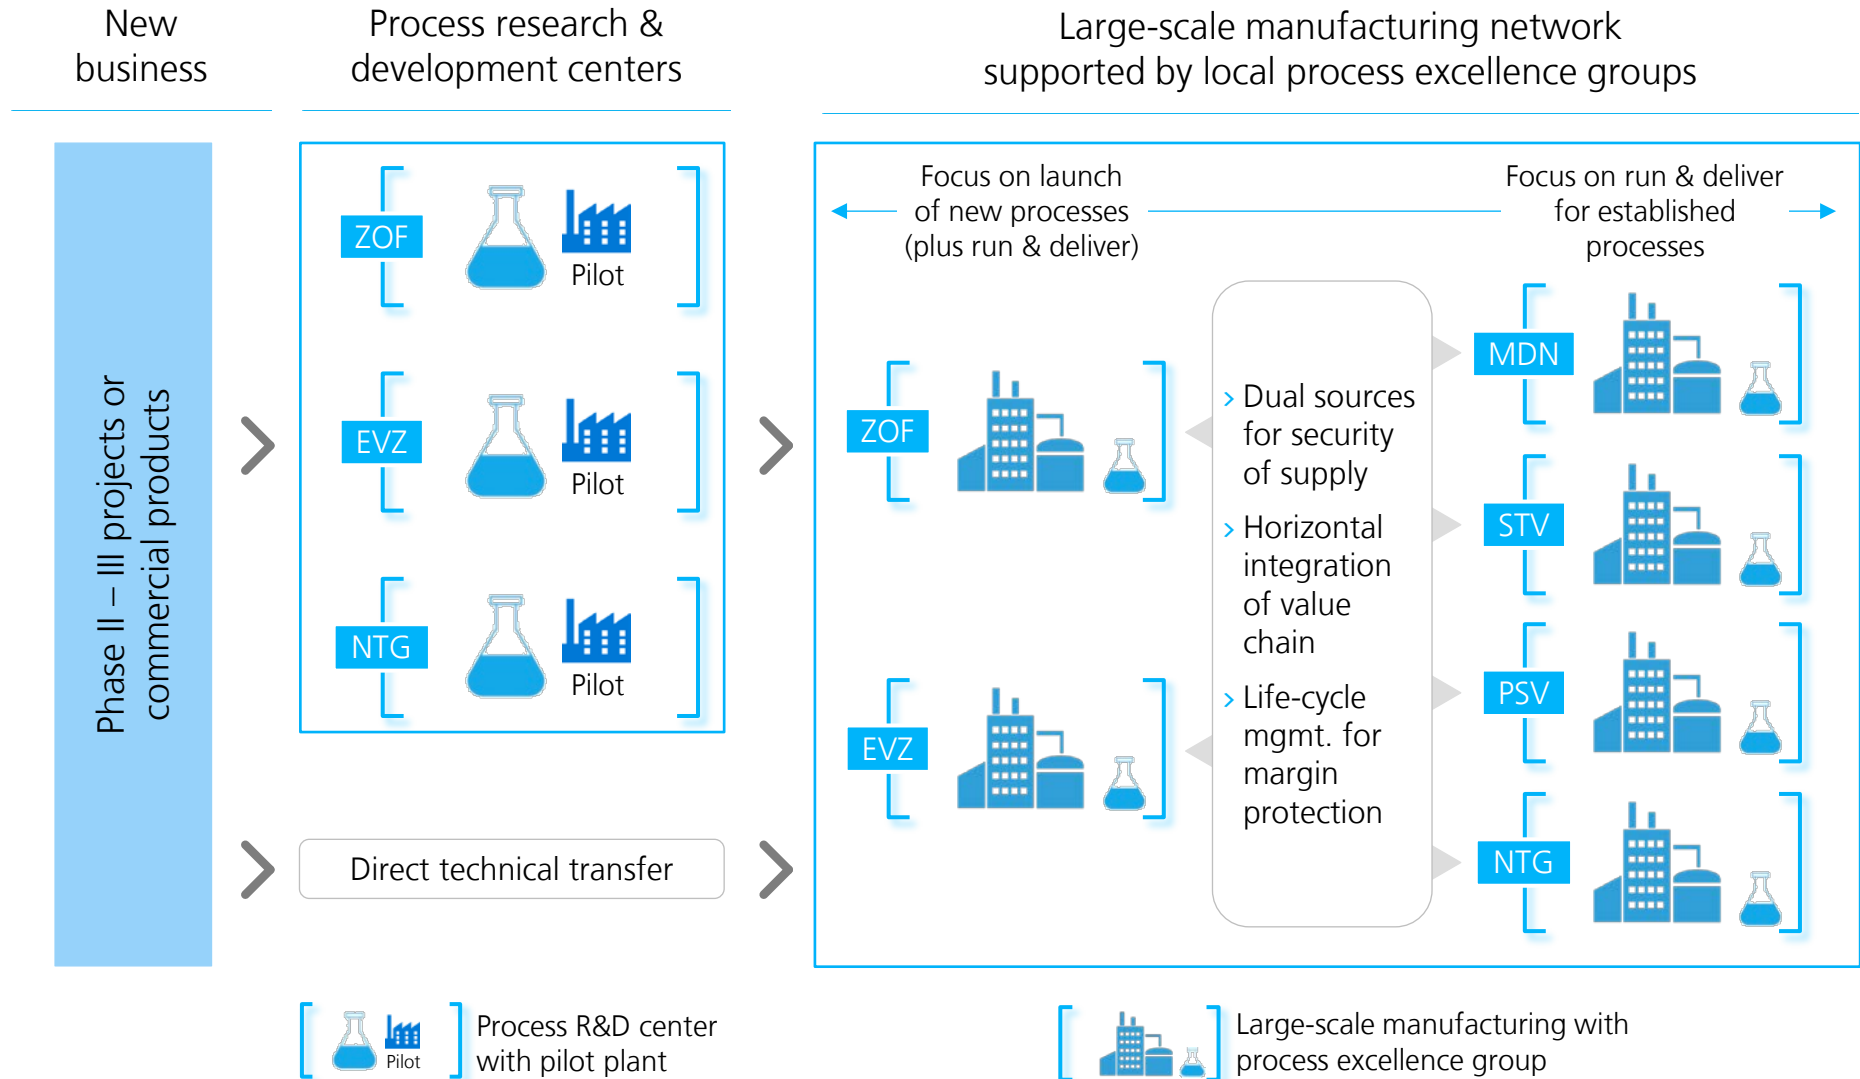 New
business
Process research &
development centers
Large-scale manufacturing network
supported by local process excellence groups
Phase II – III projects or
commercial products
ZOF
Pilot
EVZ
Pilot
NTG
Pilot
Direct technical transfer
Focus on launch
of new processes
(plus run & deliver)
Focus on run & deliver
for established
processes
ZOF
EVZ
› Dual sources
for security
of supply
› Horizontal
integration
of value
chain
› Life-cycle
mgmt. for
margin
protection
MDN
STV
PSV
NTG
Pilot
Process R&D center
with pilot plant
Large-scale manufacturing with
process excellence group